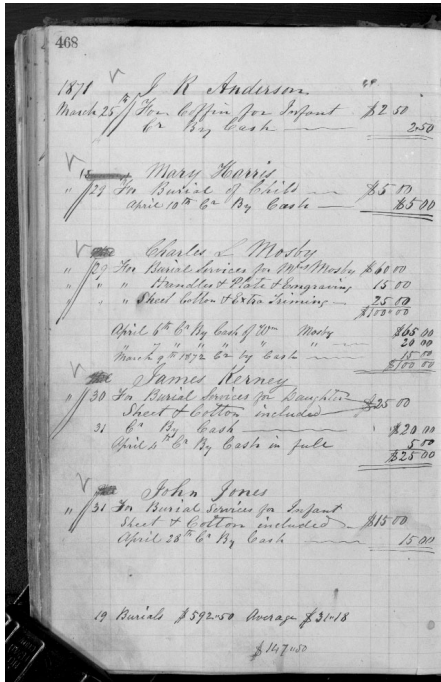 468
1871 J R Anderson
March 25th For Coffin for Infant $2.50
Cr By Cash 2.50
Mary Harris
" 29 For Burial of Child $5.00
April 10th Cr By Cash $5.00
Charles L Mosby
" 29 For Burial Services for Mrs Mosby $60.00
" " Handles & Plate & Engraving 15.00
" " Sheet Cotton & Extra Triming 25.00
$100.00
April 6th Cr By Cash of Wm Mosby $65.00
" " " " " " " 20.00
March 9th 1872 Cr by Cash 15.00
$100.00
James Kerney
" 30 For Burial Services for Daughter
Sheet & Cotton included $25.00
31 Cr By Cash $20.00
April 4th Cr By Cash in full 5.00
$25.00
John Jones
" 31 For Burial Services for Infant
Sheet & Cotton included $15.00
April 28th Cr By Cash 15.00
19 Burials $592.50 Average $31.18
$147.50